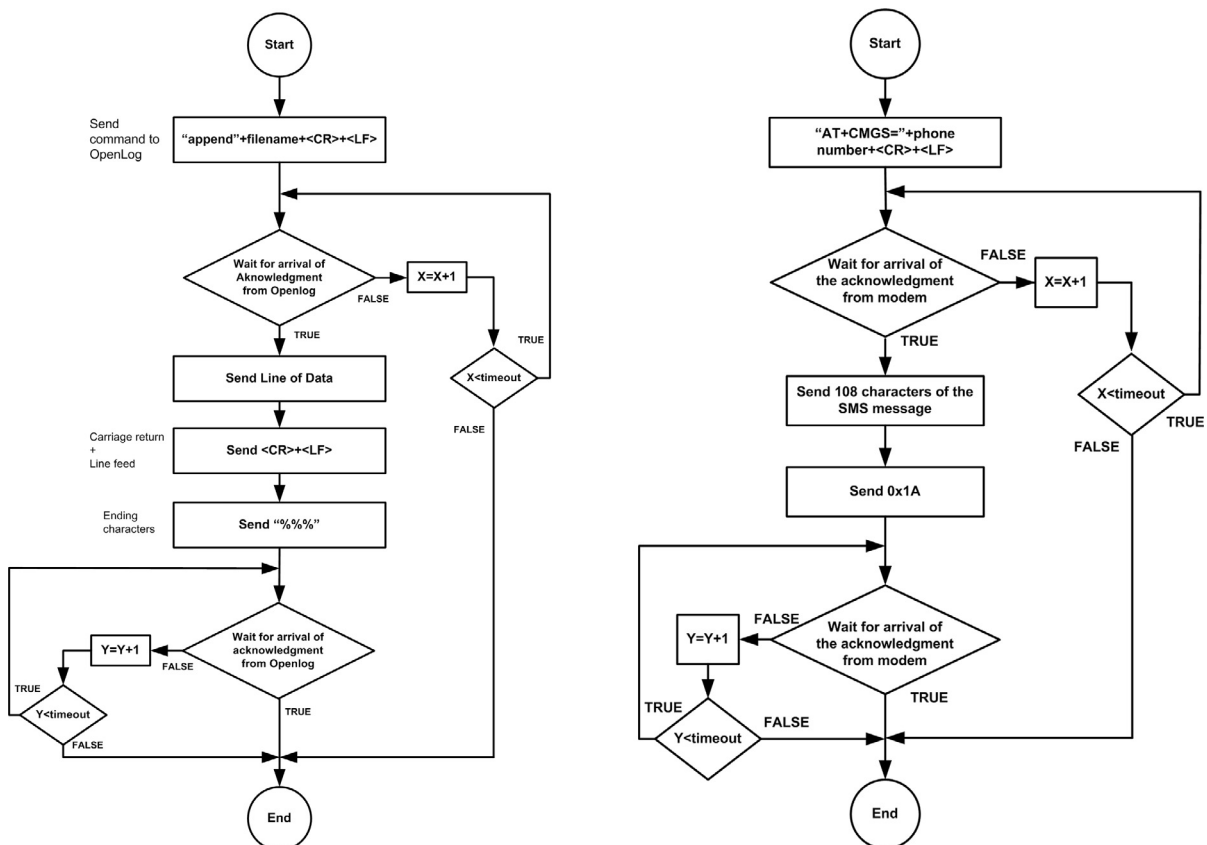 Start
Send
command to
OpenLog
“append”+filename+<CR>+<LF>
Wait for arrival of
Aknowledgment
from Openlog
FALSE
X=X+1
TRUE
TRUE
X<timeout
FALSE
Send Line of Data
Carriage return
+
Line feed
Send <CR>+<LF>
Ending
characters
Send “%%%”
Wait for arrival of
acknowledgment
from Openlog
FALSE
Y=Y+1
TRUE
Y<timeout
FALSE
TRUE
End
Start
“AT+CMGS=”+phone
number+<CR>+<LF>
Wait for arrival of
the acknowledgment
from modem
FALSE
X=X+1
TRUE
X<timeout
TRUE
FALSE
Send 108 characters of the
SMS message
Send 0x1A
Wait for arrival of
the acknowledgment
from modem
FALSE
Y=Y+1
TRUE
Y<timeout
FALSE
TRUE
End